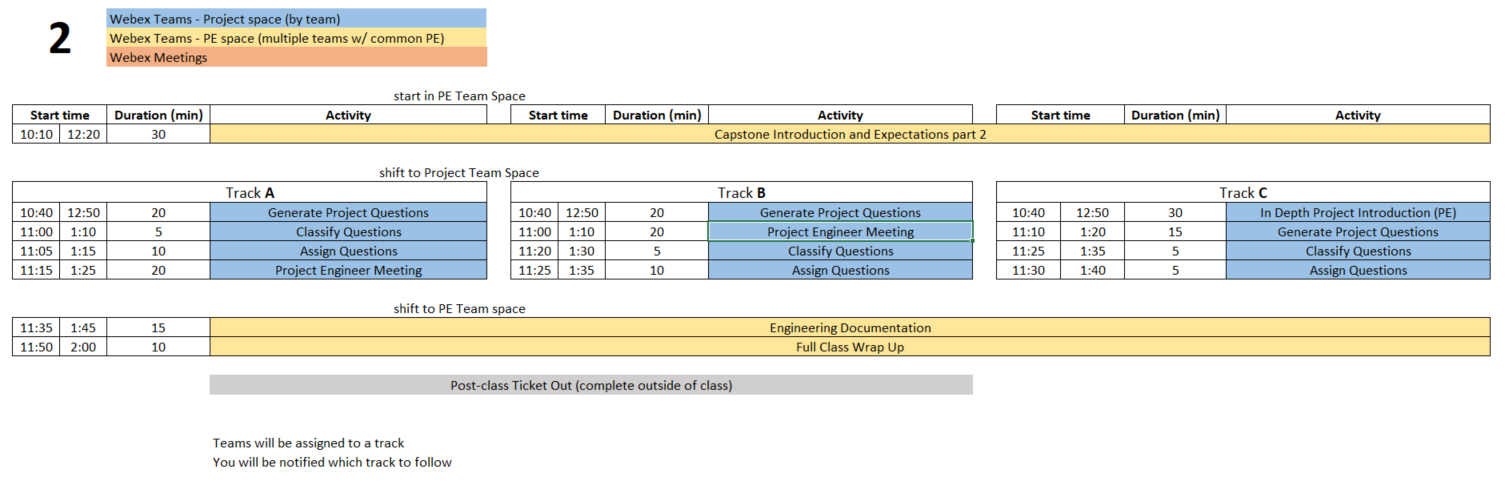 2
Webex Teams - Project space (by team)
Webex Teams - PE space (multiple teams w/ common PE)
Webex Meetings
start in PE Team Space
Start time Duration (min) Activity Start time Duration (min) Activity Start time Duration (min) Activity
10:10 12:20 30 Capstone Introduction and Expectations part 2
shift to Project Team Space
Track A Track B Track C
10:40 12:50 20 Generate Project Questions 10:40 12:50 20 Generate Project Questions 10:40 12:50 30 In Depth Project Introduction (PE)
11:00 1:10 5 Classify Questions 11:00 1:10 20 Project Engineer Meeting 11:10 1:20 15 Generate Project Questions
11:05 1:15 10 Assign Questions 11:20 1:30 5 Classify Questions 11:25 1:35 5 Classify Questions
11:15 1:25 20 Project Engineer Meeting 11:25 1:35 10 Assign Questions 11:30 1:40 5 Assign Questions
shift to PE Team space
11:35 1:45 15 Engineering Documentation
11:50 2:00 10 Full Class Wrap Up
Post-class Ticket Out (complete outside of class)
Teams will be assigned to a track
You will be notified which track to follow